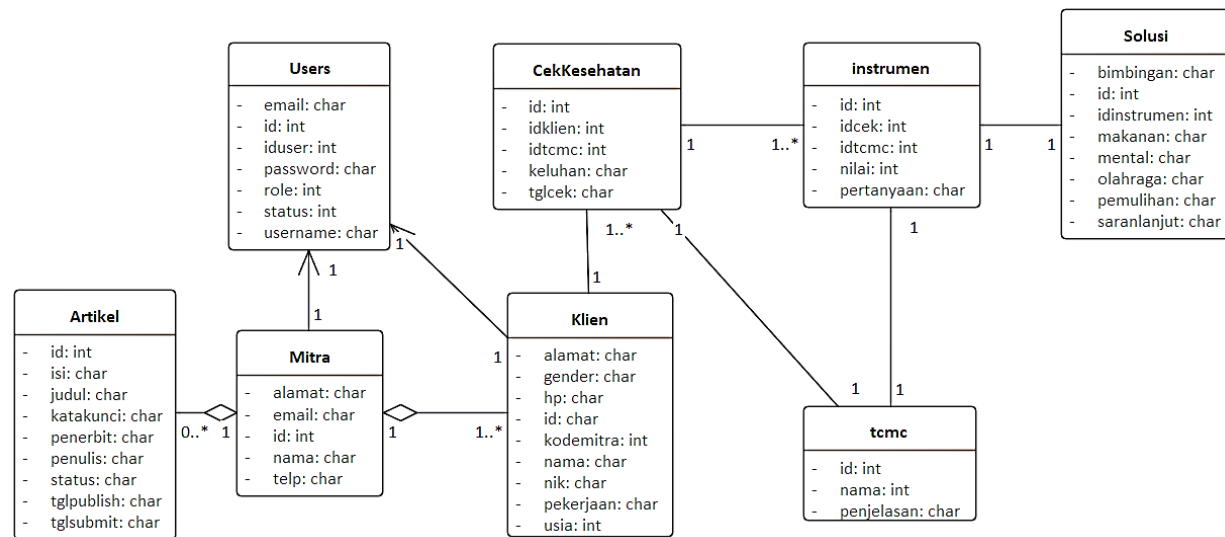 Users
- email: char
- id: int
- iduser: int
- password: char
- role: int
- status: int
- username: char
CekKesehatan
- id: int
- idklien: int
- idtcmc: int
- keluhan: char
- tglcek: char
instrumen
- id: int
- idcek: int
- idtcmc: int
- nilai: int
- pertanyaan: char
Solusi
- bimbingan: char
- id: int
- idinstrumen: int
- makanan: char
- mental: char
- olahraga: char
- pemulihan: char
- saranlanjut: char
1
1..*
1
1
1
1
1..*
1
1
1
1
1
1
1
Artikel
- id: int
- isi: char
- judul: char
- katakunci: char
- penerbit: char
- penulis: char
- status: char
- tglpublish: char
- tglsubmit: char
0..*
1
Mitra
- alamat: char
- email: char
- id: int
- nama: char
- telp: char
1
1..*
Klien
- alamat: char
- gender: char
- hp: char
- id: char
- kodemitra: int
- nama: char
- nik: char
- pekerjaan: char
- usia: int
tcmc
- id: int
- nama: int
- penjelasan: char